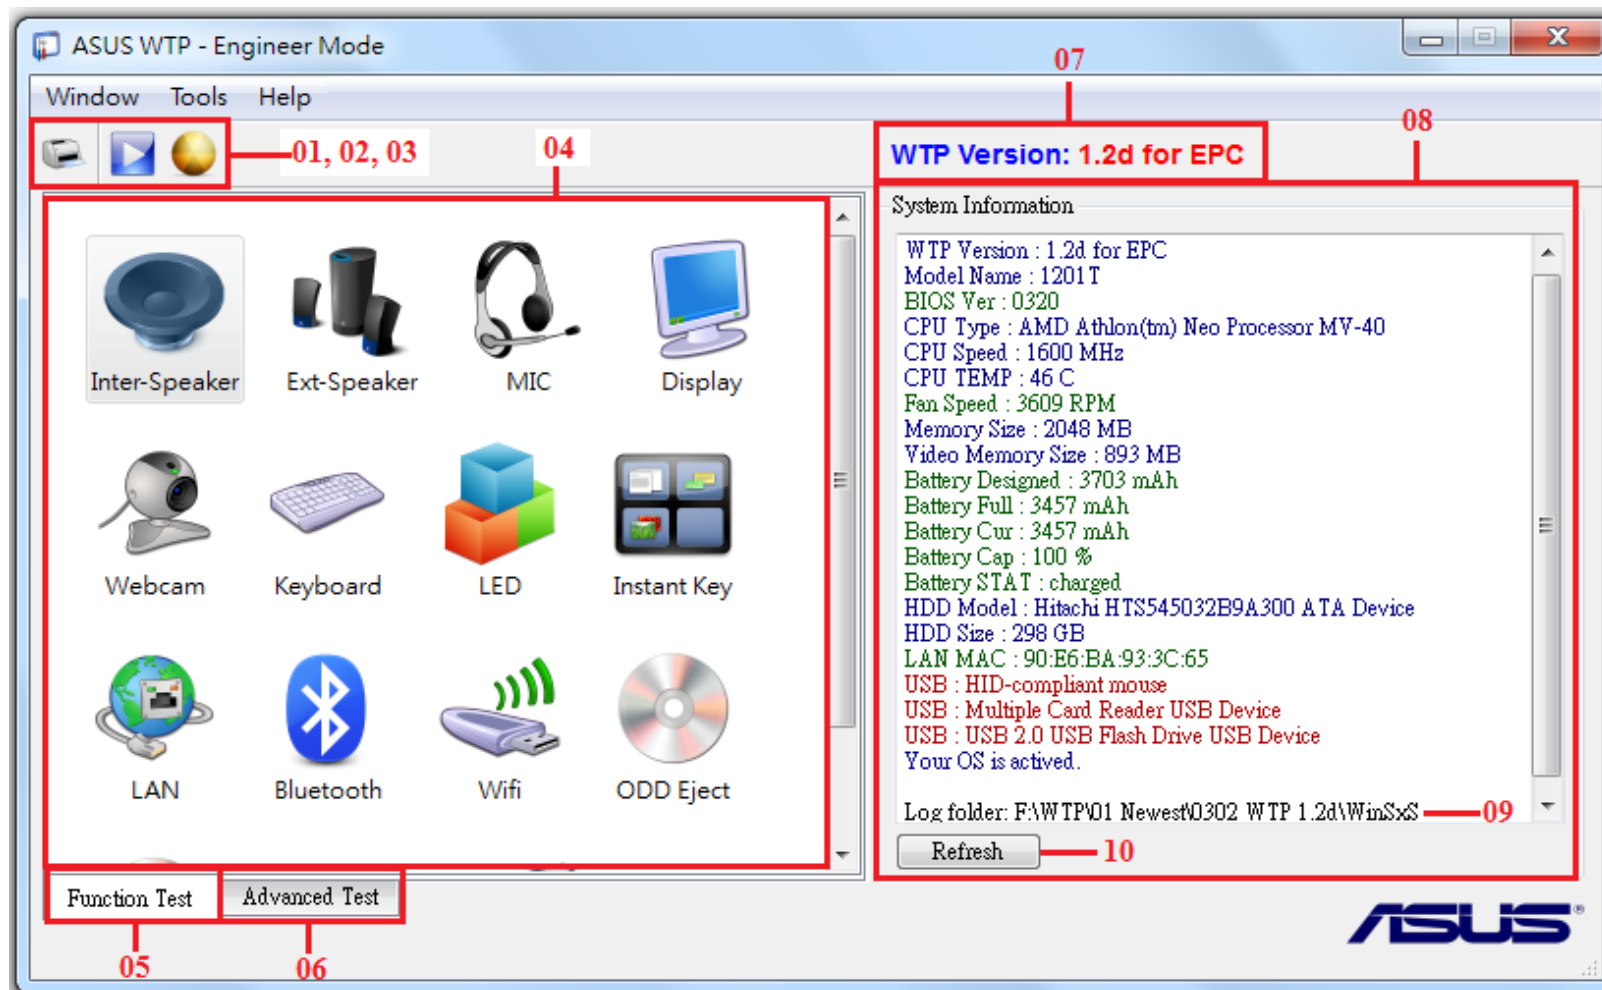 ASUS WTP - Engineer Mode
Window Tools Help
01, 02, 03
04
07
WTP Version: 1.2d for EPC
08
Inter-Speaker Ext-Speaker MIC Display
Webcam Keyboard LED Instant Key
LAN Bluetooth Wifi ODD Eject
Function Test Advanced Test
05
06
System Information
WTP Version : 1.2d for EPC
Model Name : 1201T
BIOS Ver : 0320
CPU Type : AMD Athlon(tm) Neo Processor MV-40
CPU Speed : 1600 MHz
CPU TEMP : 46 C
Fan Speed : 3609 RPM
Memory Size : 2048 MB
Video Memory Size : 893 MB
Battery Designed : 3703 mAh
Battery Full : 3457 mAh
Battery Cur : 3457 mAh
Battery Cap : 100 %
Battery STAT : charged
HDD Model : Hitachi HTS545032B9A300 ATA Device
HDD Size : 298 GB
LAN MAC : 90:E6:BA:93:3C:65
USB : HID-compliant mouse
USB : Multiple Card Reader USB Device
USB : USB 2.0 USB Flash Drive USB Device
Your OS is actived.
Log folder: F:\WTP\01 Newest\0302 WTP 1.2d\WinSxS 09
Refresh 10
ASUS®